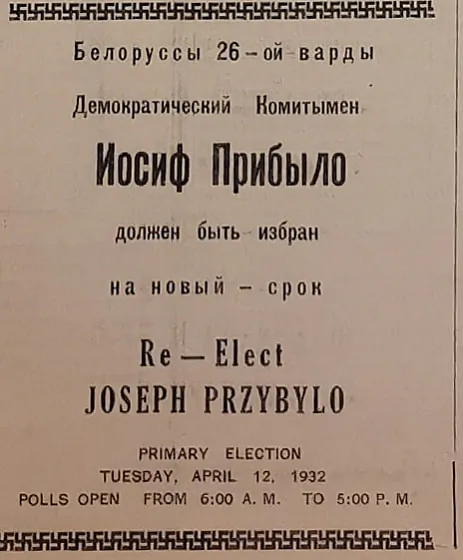 Белоруссы 26-ой варды
Демократический Комитымен
Иосиф Прибыло
должен быть избран
на новый - срок
Re — Elect
JOSEPH PRZYBYLO
PRIMARY ELECTION
TUESDAY, APRIL 12, 1932
POLLS OPEN FROM 6:00 A. M. TO 5:00 P. M.